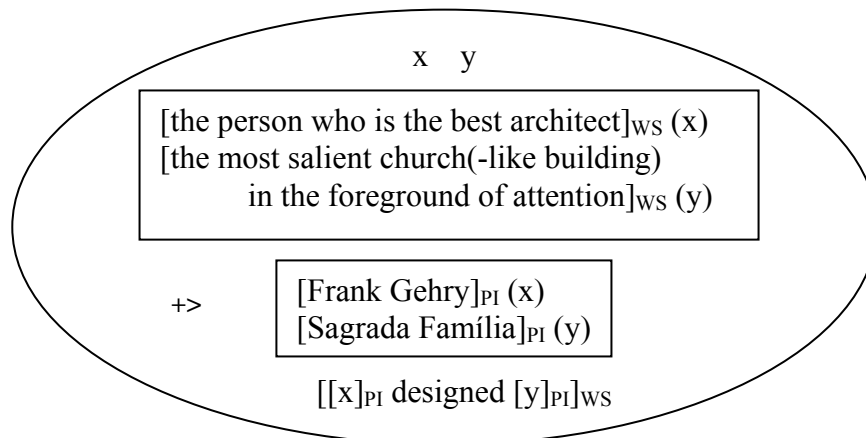 x y
[the person who is the best architect]WS (x)
[the most salient church(-like building)
in the foreground of attention]WS (y)
+> [Frank Gehry]PI (x)
[Sagrada Família]PI (y)
[[x]PI designed [y]PI]WS